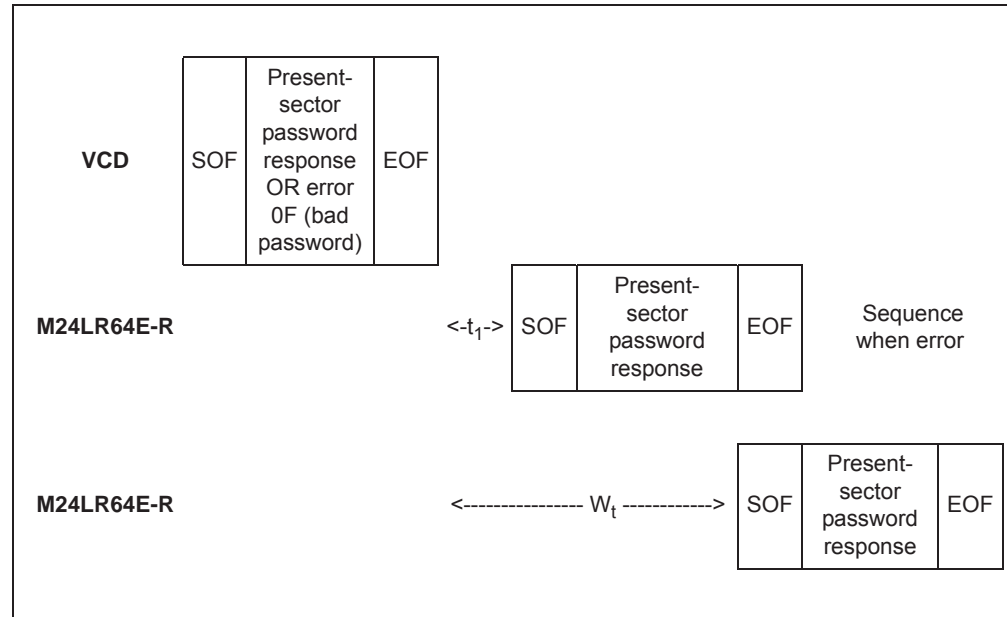 VCD
SOF
Present-
sector
password
response
OR error
0F (bad
password)
EOF
M24LR64E-R
<-t1->
SOF
Present-
sector
password
response
EOF
Sequence
when error
M24LR64E-R
<---------------- Wt ------------>
SOF
Present-
sector
password
response
EOF